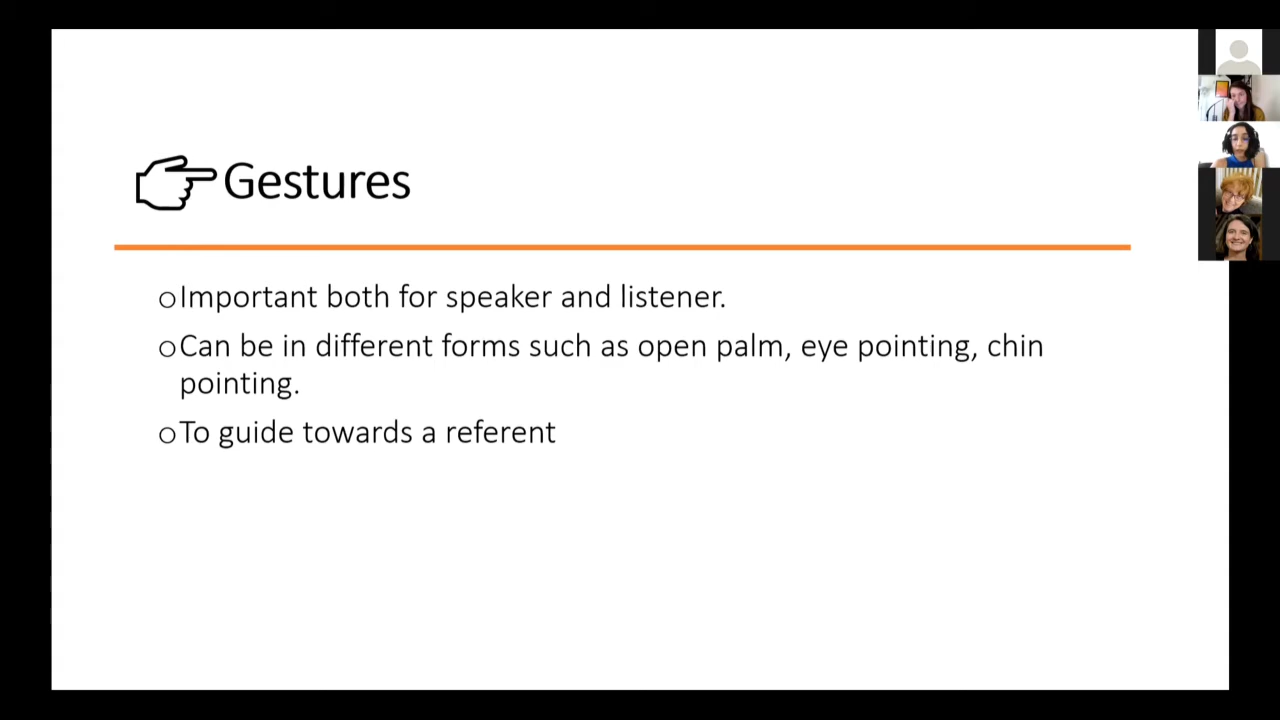 Gestures
oImportant both for speaker and listener.
oCan be in different forms such as open palm, eye pointing, chin
pointing.
oTo guide towards a referent